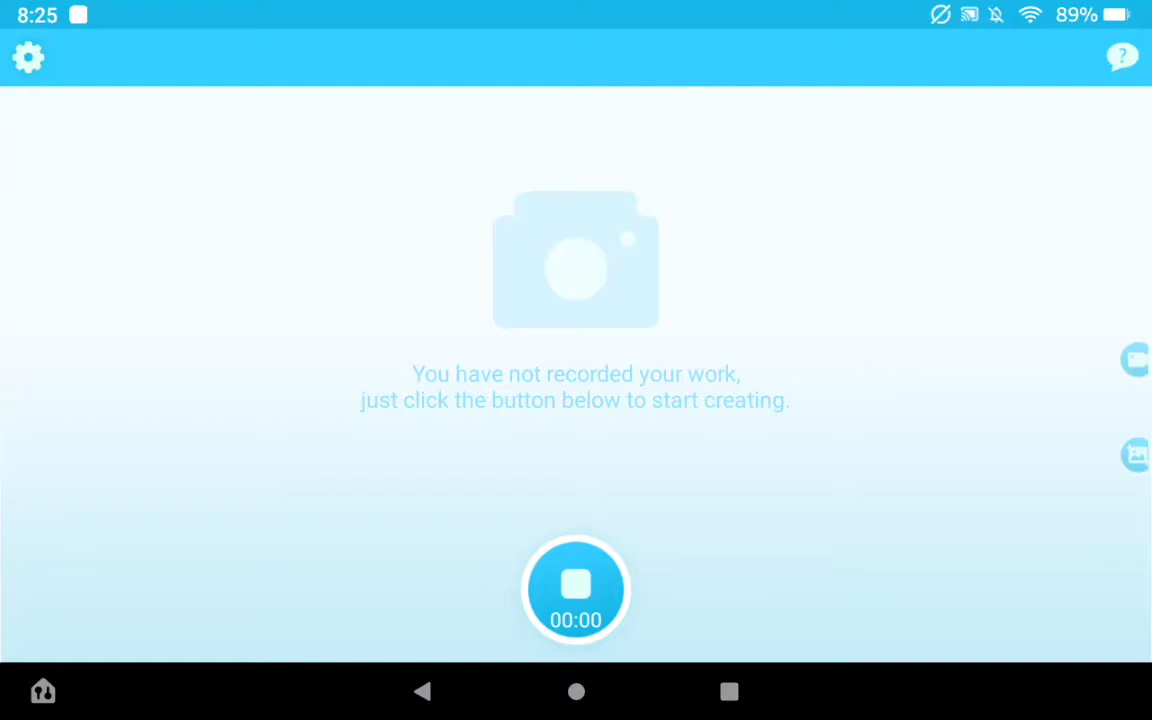 8:25
89%
?
You have not recorded your work,
just click the button below to start creating.
00:00